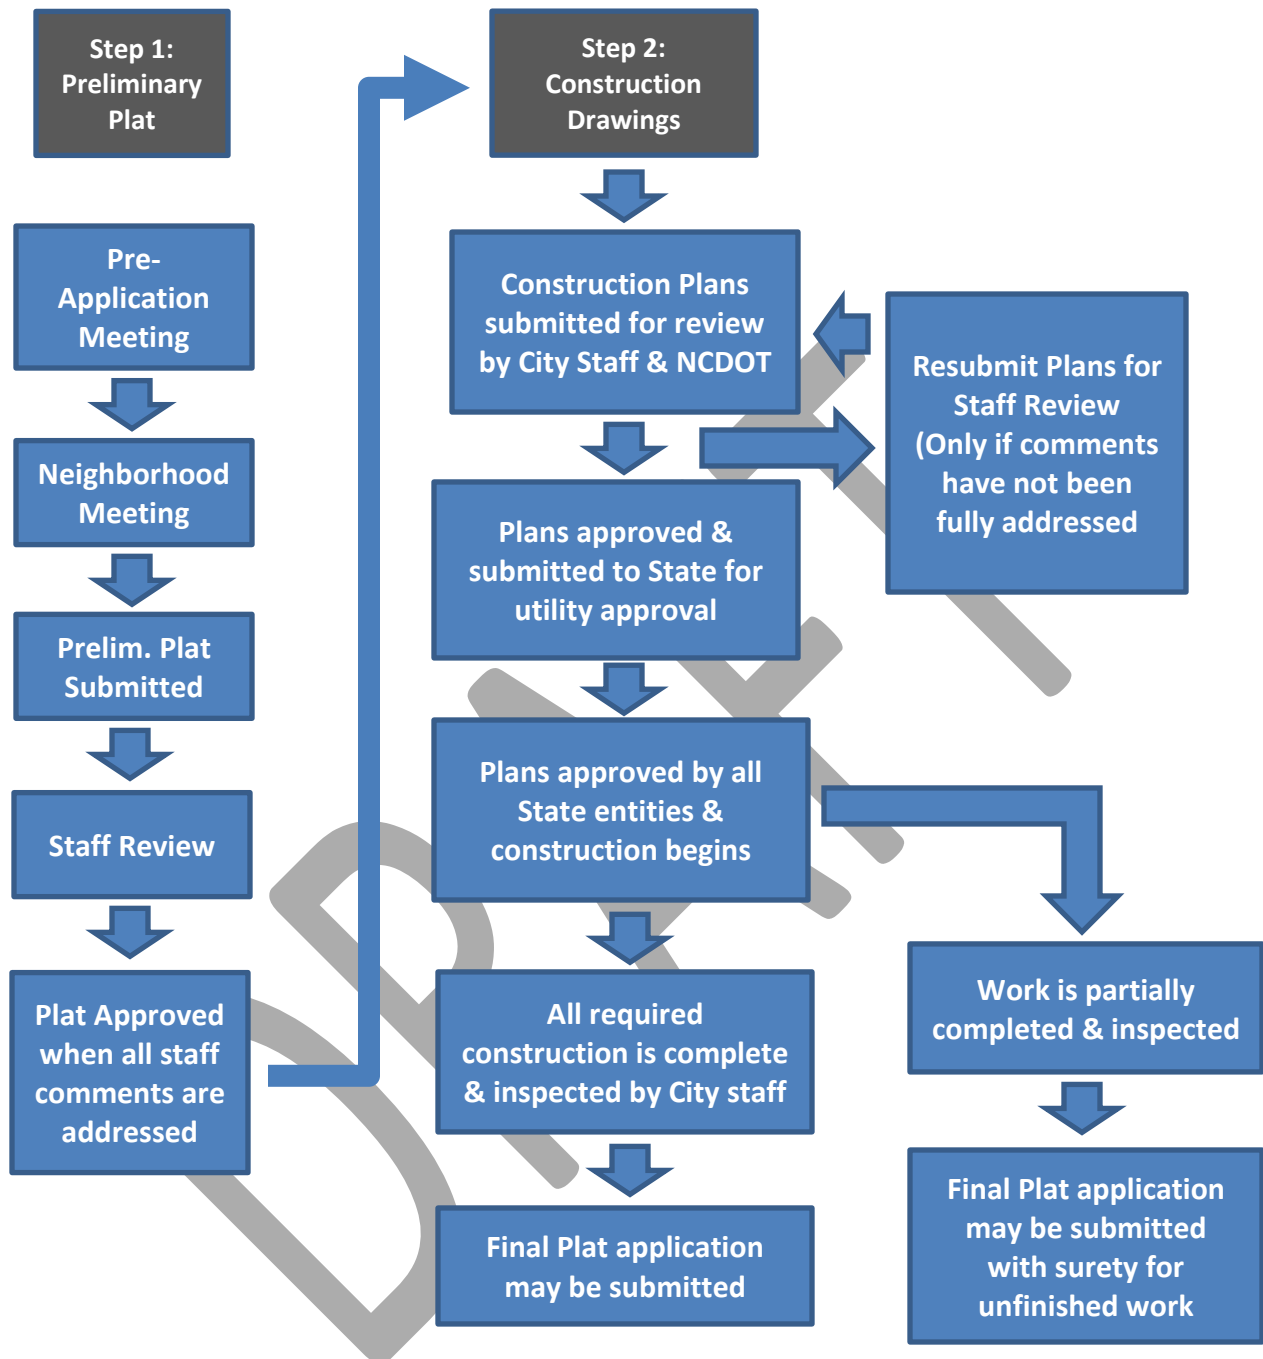 Step 1:
Preliminary
Plat
Pre-
Application
Meeting
Neighborhood
Meeting
Prelim. Plat
Submitted
Staff Review
Plat Approved
when all staff
comments are
addressed
Step 2:
Construction
Drawings
Construction Plans
submitted for review
by City Staff & NCDOT
Resubmit Plans for
Staff Review
(Only if comments
have not been
fully addressed
Plans approved &
submitted to State for
utility approval
Plans approved by all
State entities &
construction begins
All required
construction is complete
& inspected by City staff
Final Plat application
may be submitted
Work is partially
completed & inspected
Final Plat application
may be submitted
with surety for
unfinished work
DRAFT